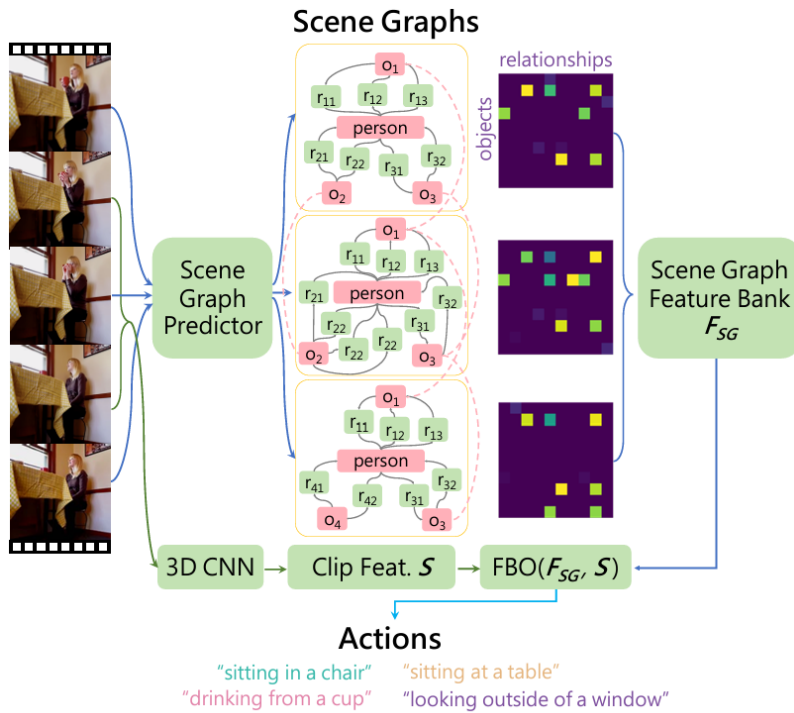 Scene Graphs
relationships
objects
o1
r11
r12
r13
person
r21
r22
r31
r32
o2
o3
o1
r11
r12
r13
r21
person
r32
r22
r31
r22
r22
o2
o3
o1
r11
r12
r13
person
r41
r42
r31
r32
o4
o3
Scene
Graph
Predictor
Scene Graph
Feature Bank
FSG
3D CNN
Clip Feat. S
FBO(FSG, S)
Actions
“sitting in a chair”
“sitting at a table”
“drinking from a cup”
“looking outside of a window”